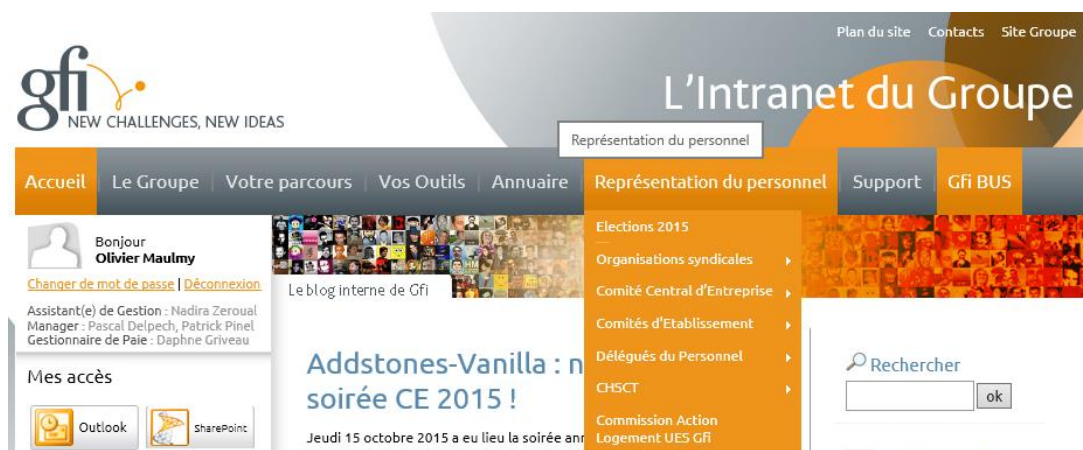 Plan du site Contacts Site Groupe
gfi
NEW CHALLENGES, NEW IDEAS
L'Intranet du Groupe
Représentation du personnel
Accueil Le Groupe Votre parcours Vos Outils Annuaire Représentation du personnel Support Gfi BUS
Bonjour
Olivier Maulmy
Changer de mot de passe | Déconnexion
Assistant(e) de Gestion : Nadira Zeroual
Manager : Pascal Delpech, Patrick Pinel
Gestionnaire de Paie : Daphne Griveau
Mes accès
Outlook SharePoint
Le blog interne de Gfi
Addstones-Vanilla : n
soirée CE 2015 !
Jeudi 15 octobre 2015 a eu lieu la soirée ann
Elections 2015
Organisations syndicales
Comité Central d'Entreprise
Comités d'Etablissement
Délégués du Personnel
CHSCT
Commission Action
Logement UES Gfi
Rechercher
ok